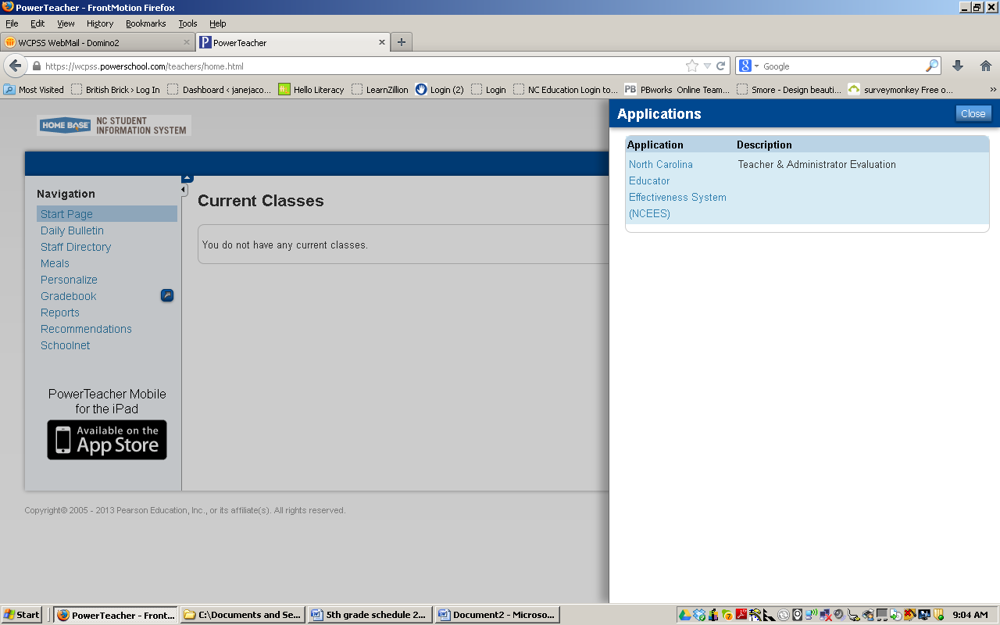 PowerTeacher - FrontMotion Firefox
File Edit View History Bookmarks Tools Help
WCPSS WebMail - Domino2
PowerTeacher
https://wcpss.powerschool.com/teachers/home.html
Google
Most Visited British Brick › Log In Dashboard ‹ janejaco... Hello Literacy LearnZillion Login (2) Login NC Education Login to... PBworks Online Team... Smore - Design beauti... surveymonkey Free o...
HOME BASE NC STUDENT
INFORMATION SYSTEM
Navigation
Start Page
Daily Bulletin
Staff Directory
Meals
Personalize
Gradebook
Reports
Recommendations
Schoolnet
PowerTeacher Mobile
for the iPad
Available on the
App Store
Current Classes
You do not have any current classes.
Copyright© 2005 - 2013 Pearson Education, Inc., or its affiliate(s). All rights reserved.
Applications
Close
Application Description
North Carolina Teacher & Administrator Evaluation
Educator
Effectiveness System
(NCEES)
Start PowerTeacher - Front... C:\Documents and Se... 5th grade schedule 2... Document2 - Microso... 9:04 AM